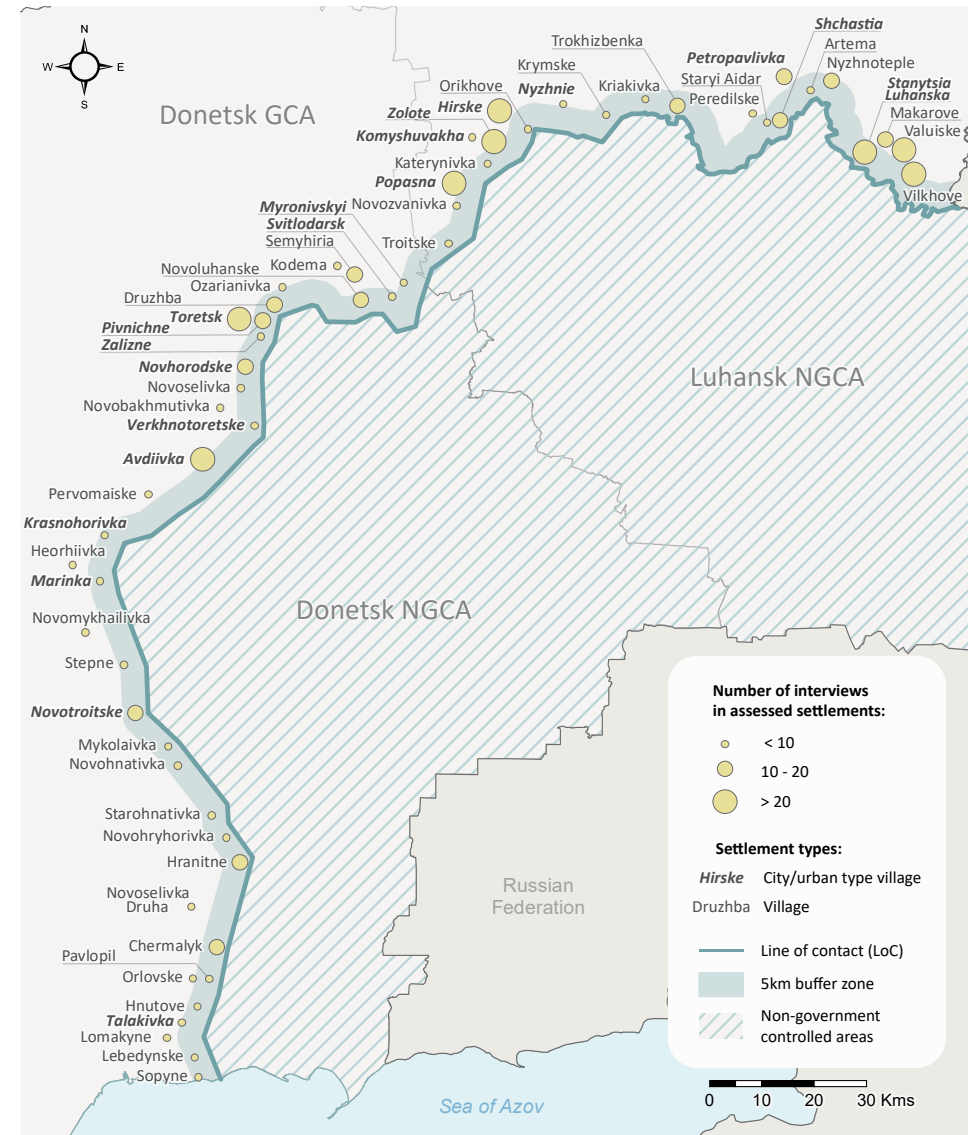 Shchastia
N
Trokhizbenka
Artema
Petropavlivka
Nyzhnoteple
W
E
Krymske
Staryi Aidar
Stanytsia
Luhanska
Orikhove
Nyzhnie
Kriakivka
Peredilske
S
Zolote
Hirske
Makarove
Donetsk GCA
Komyshuvakha
Valuiske
Katerynivka
Popasna
Vilkhove
Myronivskyi
Novozvanivka
Svitlodarsk
Semyhiria
Troitske
Novoluhanske
Kodema
Ozarianivka
Druzhba
Toretsk
Pivnichne
Zalizne
Novhorodske
Luhansk NGCA
Novoselivka
Novobakhmutivka
Verkhnotoretske
Avdiivka
Pervomaiske
Krasnohorivka
Heorhiivka
Marinka
Donetsk NGCA
Novomykhailivka
Stepne
Novotroitske
Mykolaivka
Novohnativka
Starohnativka
Novohryhorivka
Hranitne
Novoselivka
Druha
Chermalyk
Pavlopil
Orlovske
Hnutove
Talakivka
Lomakyne
Lebedynske
Sopyne
Russian
Federation
Sea of Azov
Number of interviews
in assessed settlements:
< 10
10 - 20
> 20
Settlement types:
Hirske City/urban type village
Druzhba Village
Line of contact (LoC)
5km buffer zone
Non-government
controlled areas
0 10 20 30 Kms